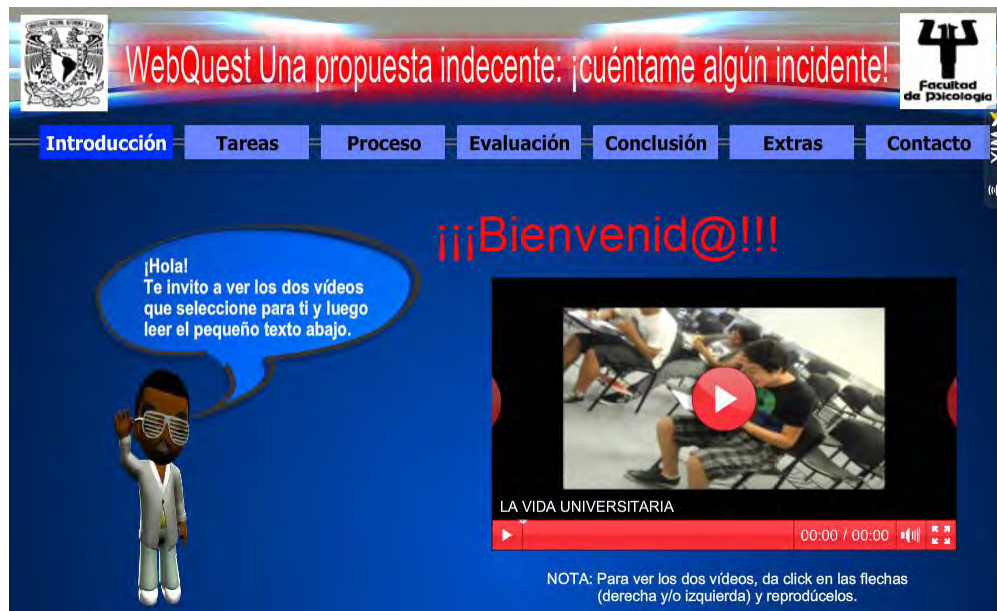 WebQuest Una propuesta indecente: ¡cuéntame algún incidente!
Facultad
de Psicología
Introducción
Tareas
Proceso
Evaluación
Conclusión
Extras
Contacto
¡¡¡Bienvenid@!!!
¡Hola!
Te invito a ver los dos vídeos
que seleccione para ti y luego
leer el pequeño texto abajo.
LA VIDA UNIVERSITARIA
00:00 / 00:00
NOTA: Para ver los dos vídeos, da click en las flechas
(derecha y/o izquierda) y reprodúcelos.